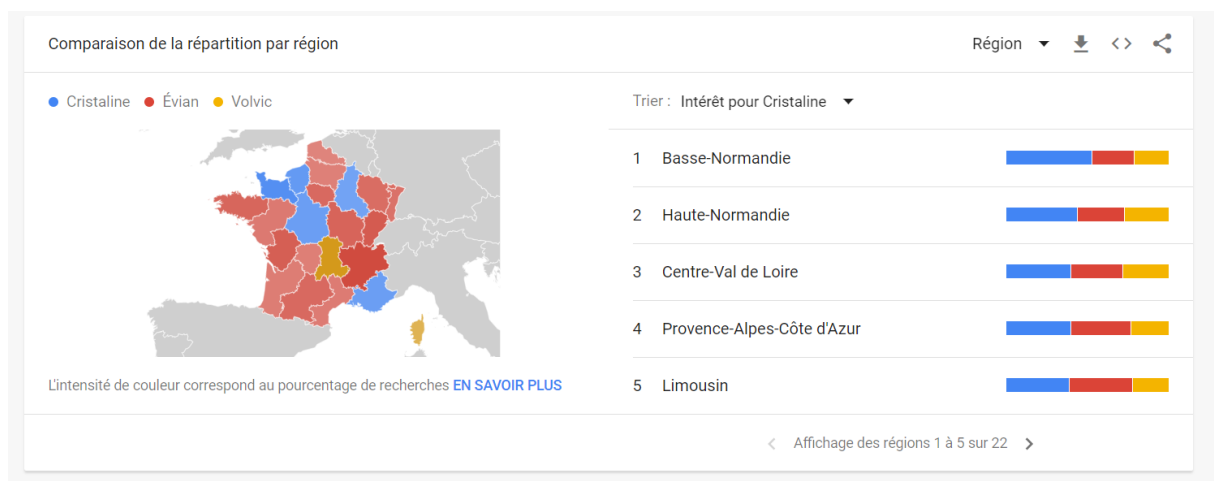 Comparaison de la répartition par région
Région
Cristaline Évian Volvic
Trier : Intérêt pour Cristaline
1 Basse-Normandie
2 Haute-Normandie
3 Centre-Val de Loire
4 Provence-Alpes-Côte d'Azur
5 Limousin
L'intensité de couleur correspond au pourcentage de recherches EN SAVOIR PLUS
Affichage des régions 1 à 5 sur 22